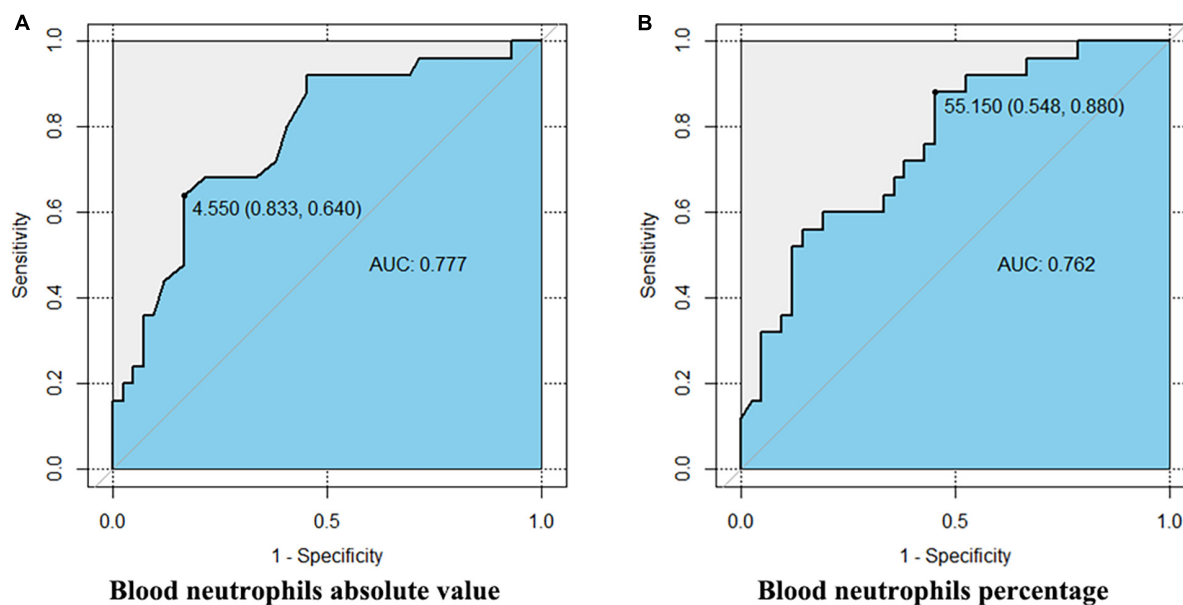 A
B
1.0
0.8
0.6
0.4
0.2
0.0
Sensitivity
4.550 (0.833, 0.640)
AUC: 0.777
0.0 0.5 1.0
1 - Specificity
Blood neutrophils absolute value
1.0
0.8
0.6
0.4
0.2
0.0
Sensitivity
55.150 (0.548, 0.880)
AUC: 0.762
0.0 0.5 1.0
1 - Specificity
Blood neutrophils percentage